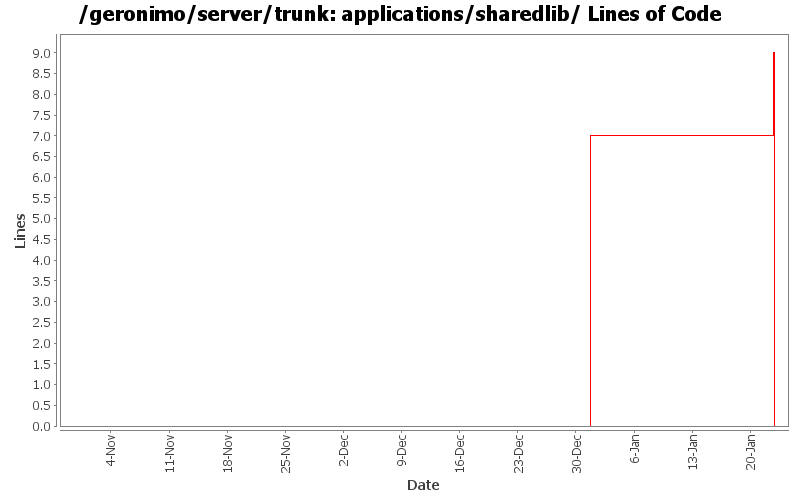 /geronimo/server/trunk: applications/sharedlib/ Lines of Code
9.0
8.5
8.0
7.5
7.0
6.5
6.0
5.5
5.0
4.5
4.0
3.5
3.0
2.5
2.0
1.5
1.0
0.5
0.0
Lines
4-Nov
11-Nov
18-Nov
25-Nov
2-Dec
9-Dec
16-Dec
23-Dec
30-Dec
6-Jan
13-Jan
20-Jan
Date